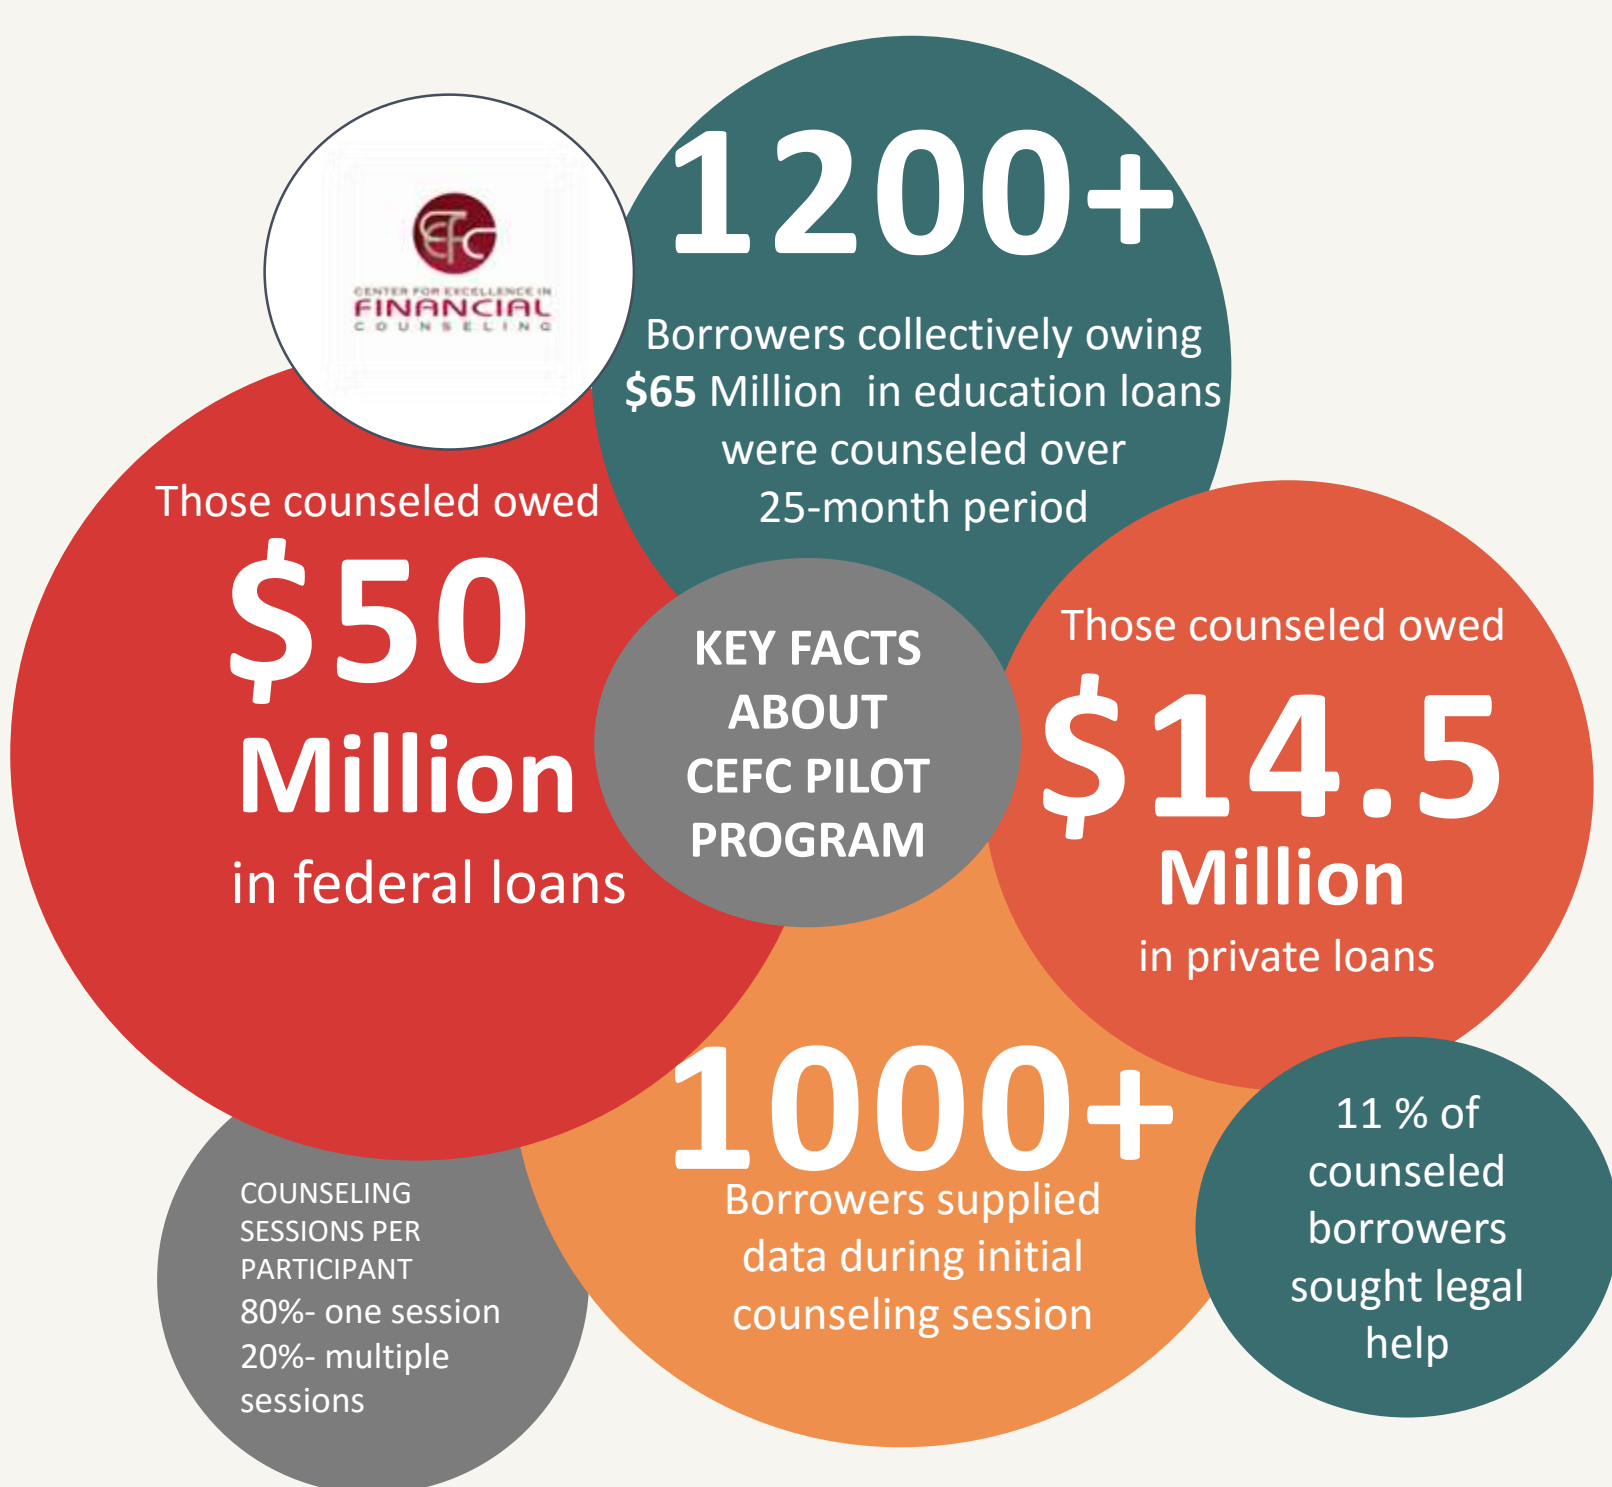 CEFC
CENTER FOR EXCELLENCE IN
FINANCIAL
COUNSELING
1200+
Borrowers collectively owing
$65 Million in education loans
were counseled over
25-month period
Those counseled owed
$50
Million
in federal loans
KEY FACTS
ABOUT
CEFC PILOT
PROGRAM
Those counseled owed
$14.5
Million
in private loans
1000+
Borrowers supplied
data during initial
counseling session
11 % of
counseled
borrowers
sought legal
help
COUNSELING
SESSIONS PER
PARTICIPANT
80%- one session
20%- multiple
sessions